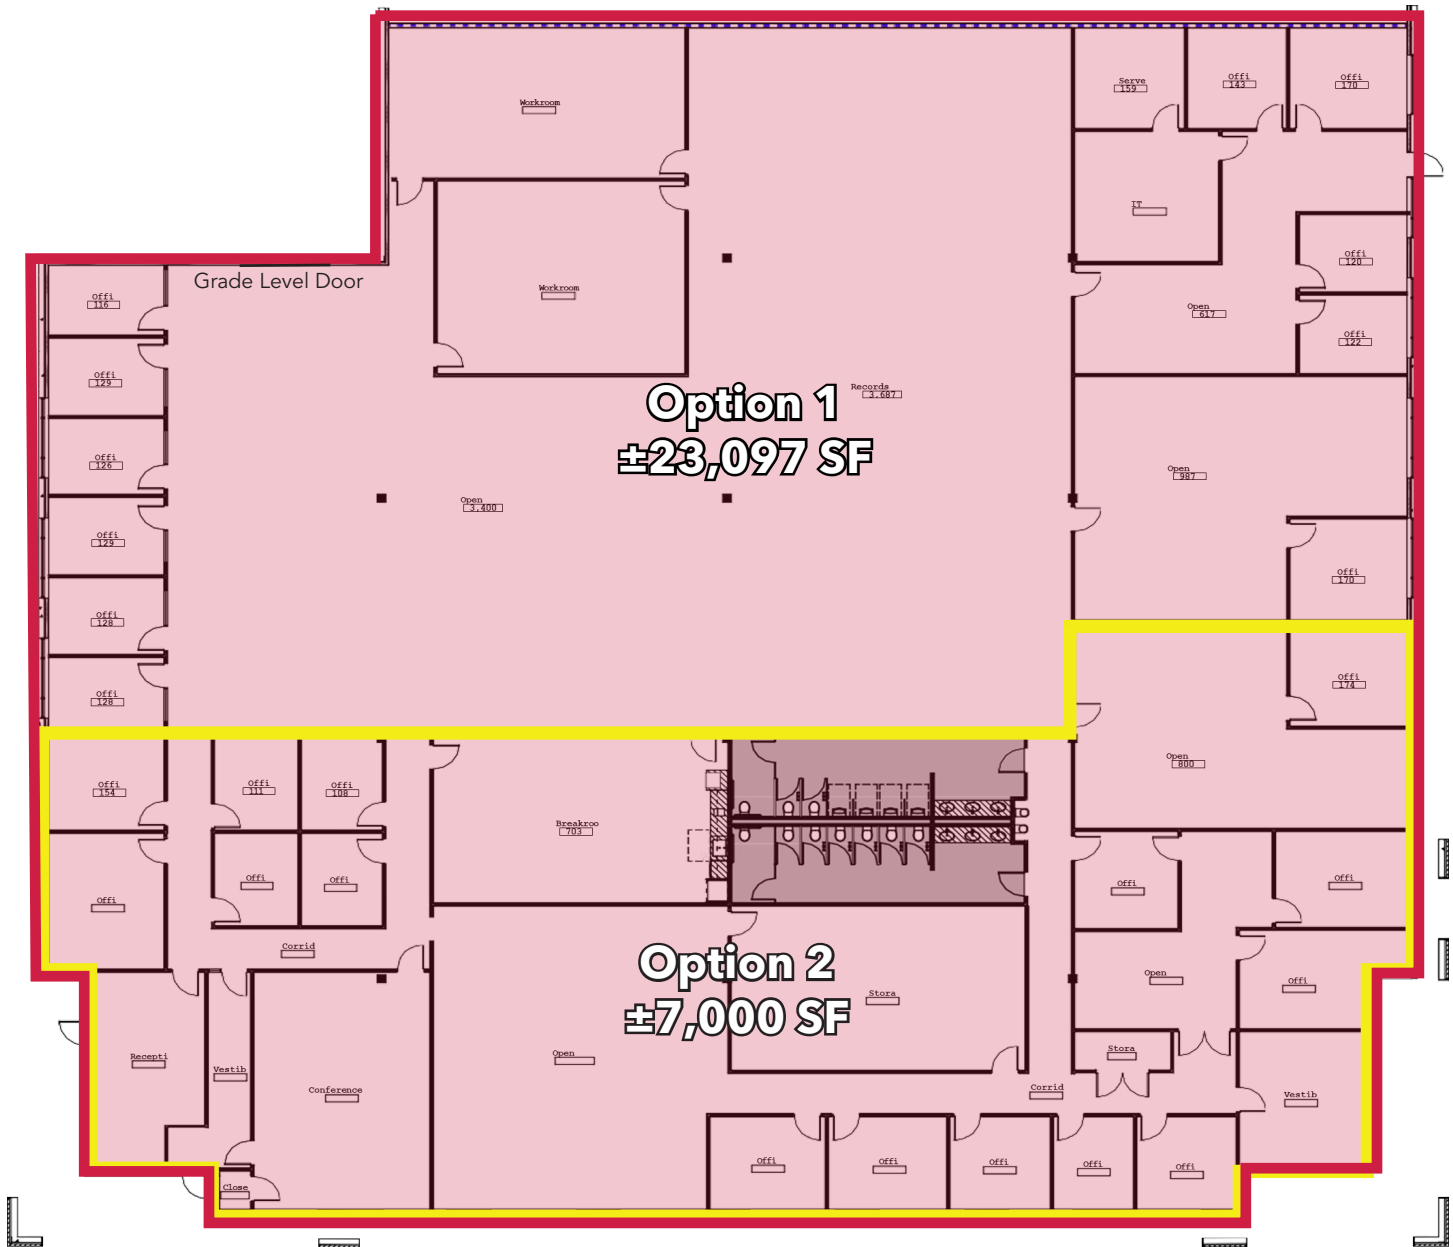 Workroom
Serve
159
Offi
143
Offi
170
IT
Offi
120
Grade Level Door
Workroom
Open
617
Offi
122
Offi
116
Offi
129
Records
3,687
Option 1
±23,097 SF
Offi
126
Open
987
Open
3,400
Offi
129
Offi
170
Offi
128
Offi
128
Offi
174
Offi
154
Offi
111
Offi
108
Breakroo
703
Open
800
Offi
Offi
Offi
Offi
Offi
Corrid
Option 2
±7,000 SF
Stora
Open
Offi
Recepti
Vestib
Conference
Open
Stora
Corrid
Vestib
Close
Offi
Offi
Offi
Offi
Offi